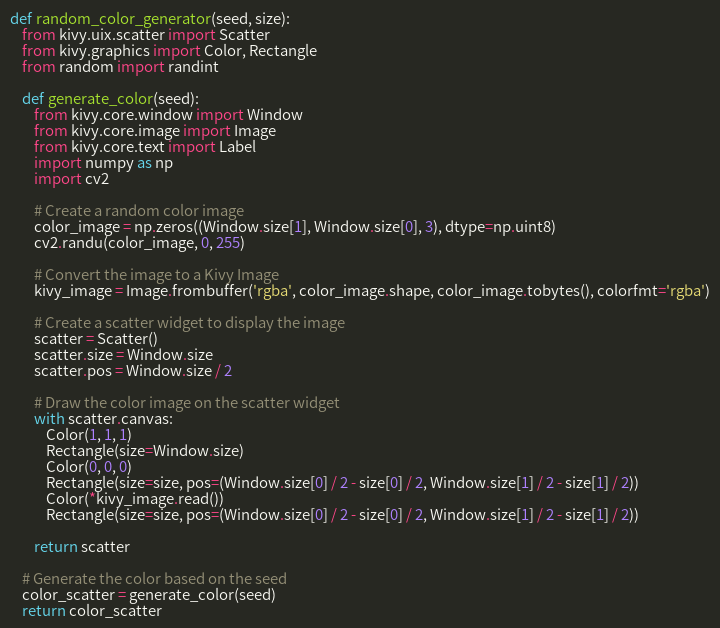 def random_color_generator(seed, size):
    from kivy.uix.scatter import Scatter
    from kivy.graphics import Color, Rectangle
    from random import randint

    def generate_color(seed):
        from kivy.core.window import Window
        from kivy.core.image import Image
        from kivy.core.text import Label
        import numpy as np
        import cv2

        # Create a random color image
        color_image = np.zeros((Window.size[1], Window.size[0], 3), dtype=np.uint8)
        cv2.randu(color_image, 0, 255)

        # Convert the image to a Kivy Image
        kivy_image = Image.frombuffer('rgba', color_image.shape, color_image.tobytes(), colorfmt='rgba')

        # Create a scatter widget to display the image
        scatter = Scatter()
        scatter.size = Window.size
        scatter.pos = Window.size / 2

        # Draw the color image on the scatter widget
        with scatter.canvas:
            Color(1, 1, 1)
            Rectangle(size=Window.size)
            Color(0, 0, 0)
            Rectangle(size=size, pos=(Window.size[0] / 2 - size[0] / 2, Window.size[1] / 2 - size[1] / 2))
            Color(*kivy_image.read())
            Rectangle(size=size, pos=(Window.size[0] / 2 - size[0] / 2, Window.size[1] / 2 - size[1] / 2))

        return scatter

    # Generate the color based on the seed
    color_scatter = generate_color(seed)
    return color_scatter